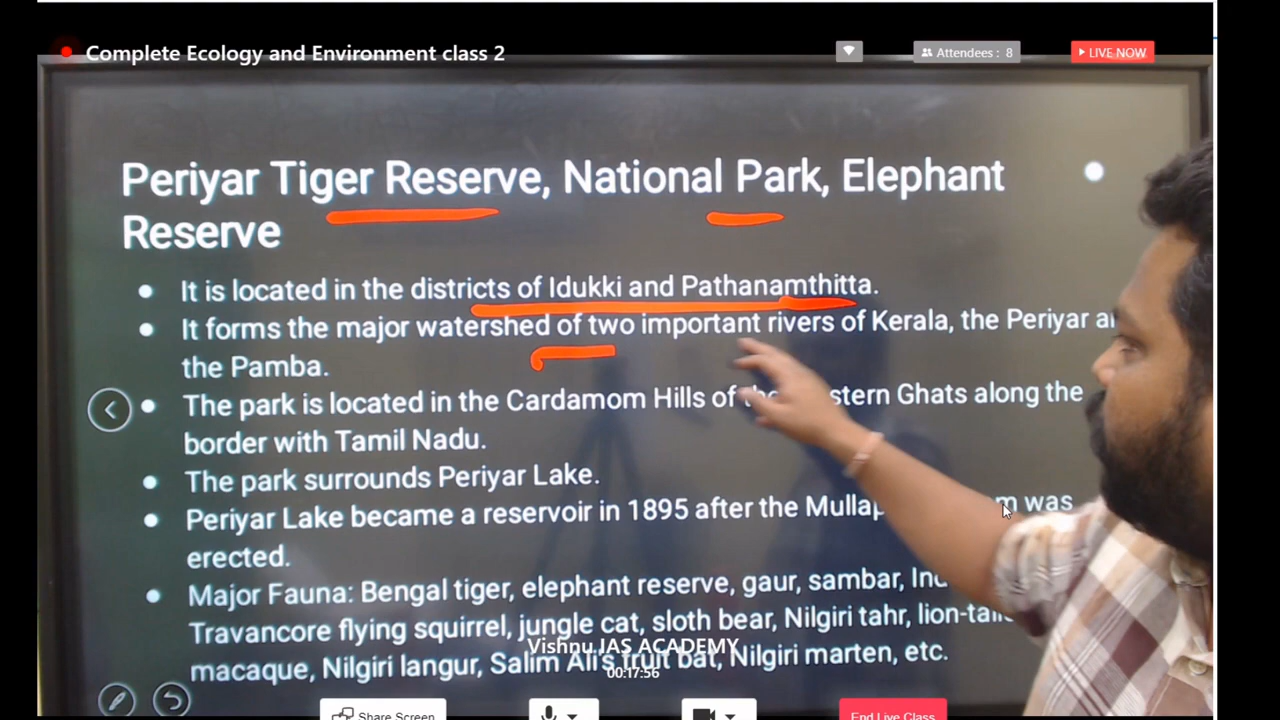 Complete Ecology and Environment class 2
Attendees : 8
LIVE NOW
Periyar Tiger Reserve, National Park, Elephant
Reserve
It is located in the districts of Idukki and Pathanamthitta.
It forms the major watershed of two important rivers of Kerala, the Periyar
the Pamba.
The park is located in the Cardamom Hills of Ghats along the
border with Tamil Nadu.
The park surrounds Periyar Lake.
Periyar Lake became a reservoir in 1895 after the was
erected.
Major Fauna: Bengal tiger, elephant reserve, gaur, sambar,
Travancore flying squirrel, jungle cat, sloth bear, Nilgiri tahr,
macaque, Nilgiri langur, Salim Ali's fruit bat, Nilgiri marten, etc.
Vishnu IAS ACADEMY
00:17:56
Share Screen
End Live Class